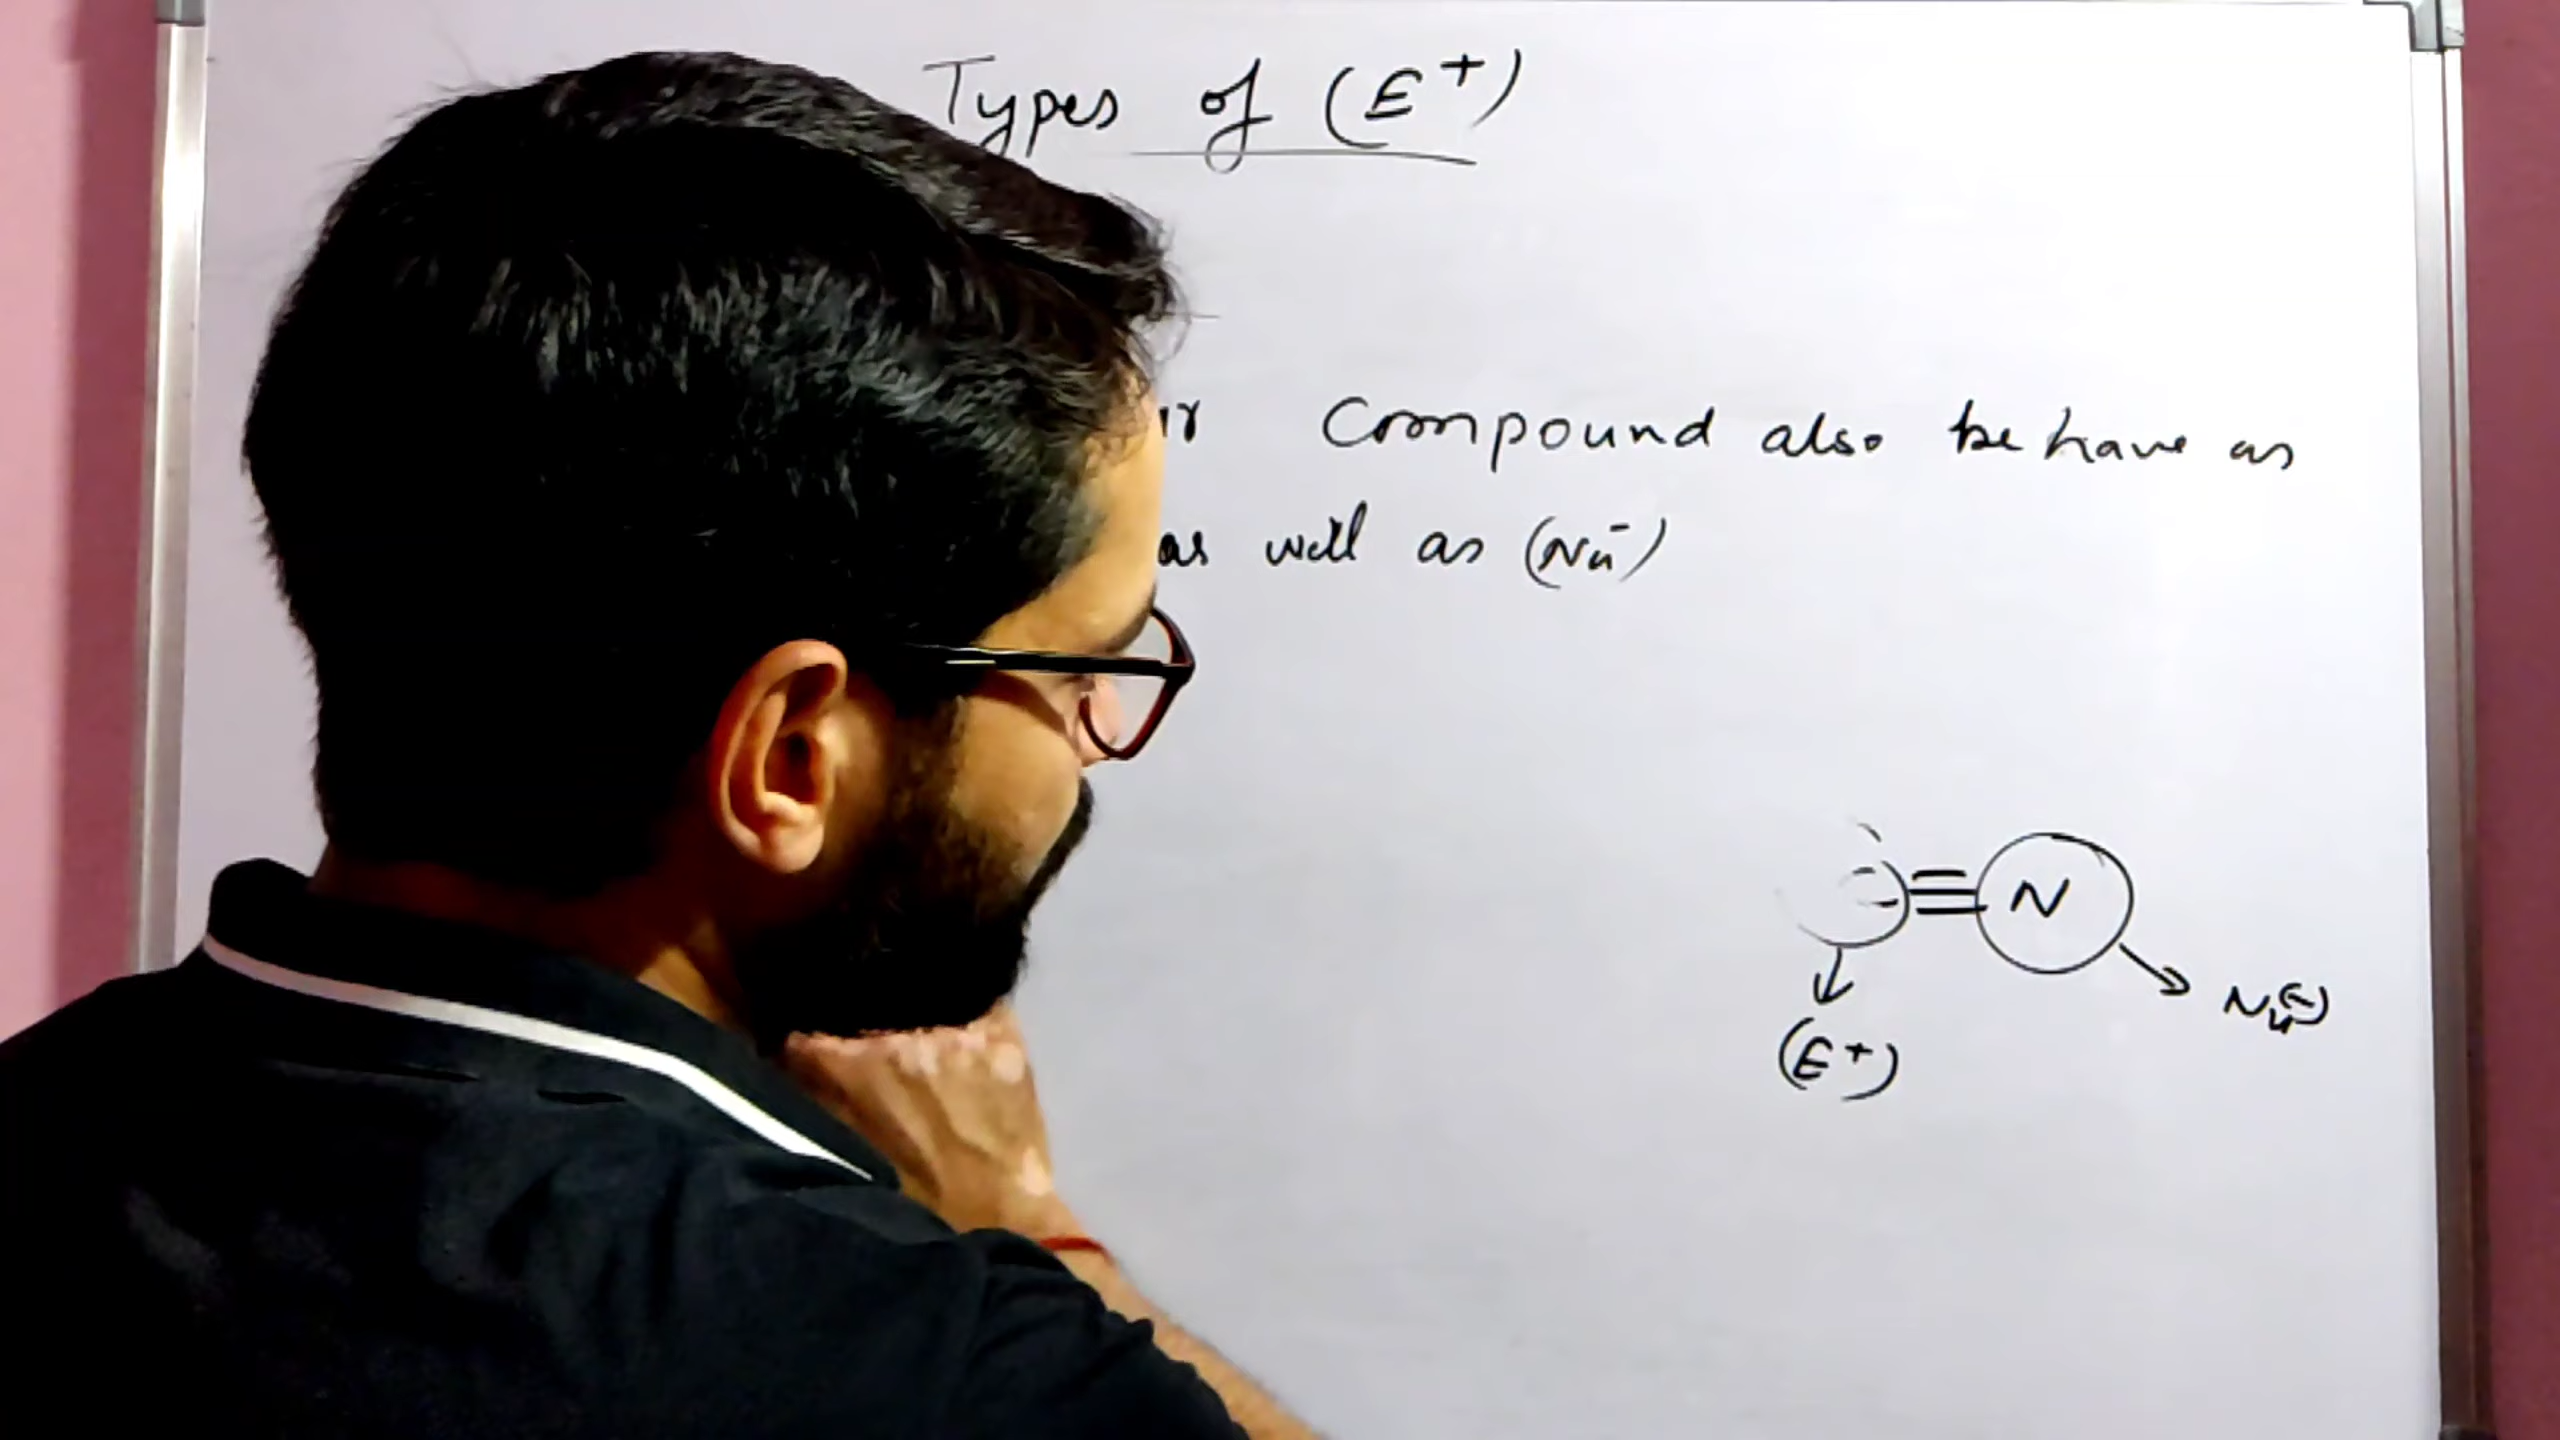 Types of (E⁺)
Compound also behave as
as well as (Nu⁻)
≡ N
(E⁺)
Nu(-)